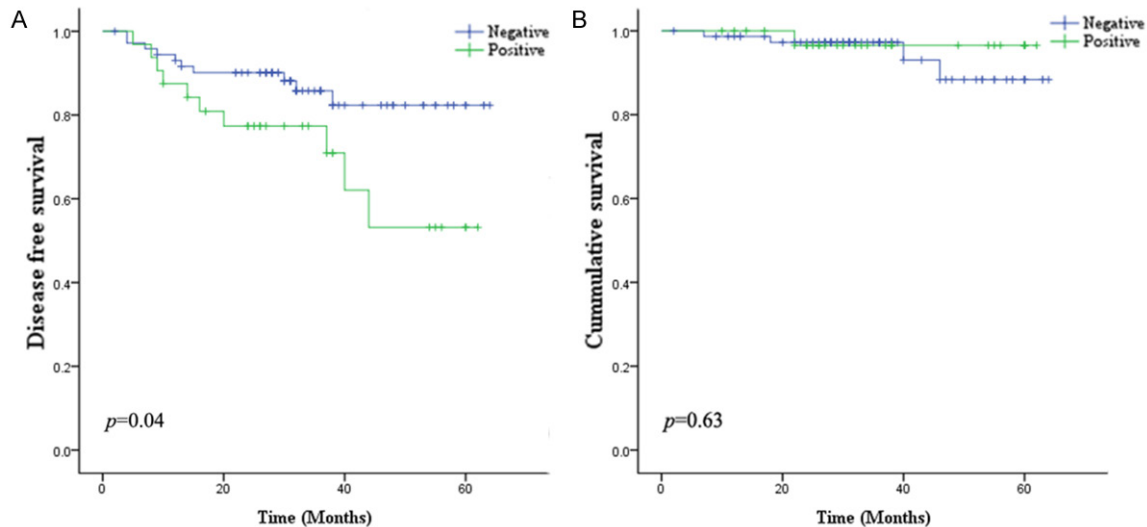 A
Negative
Positive
Disease free survival
1.0
0.8
0.6
0.4
0.2
0.0
p=0.04
0 20 40 60
Time (Months)
B
Negative
Positive
Cummulative survival
1.0
0.8
0.6
0.4
0.2
0.0
p=0.63
0 20 40 60
Time (Months)